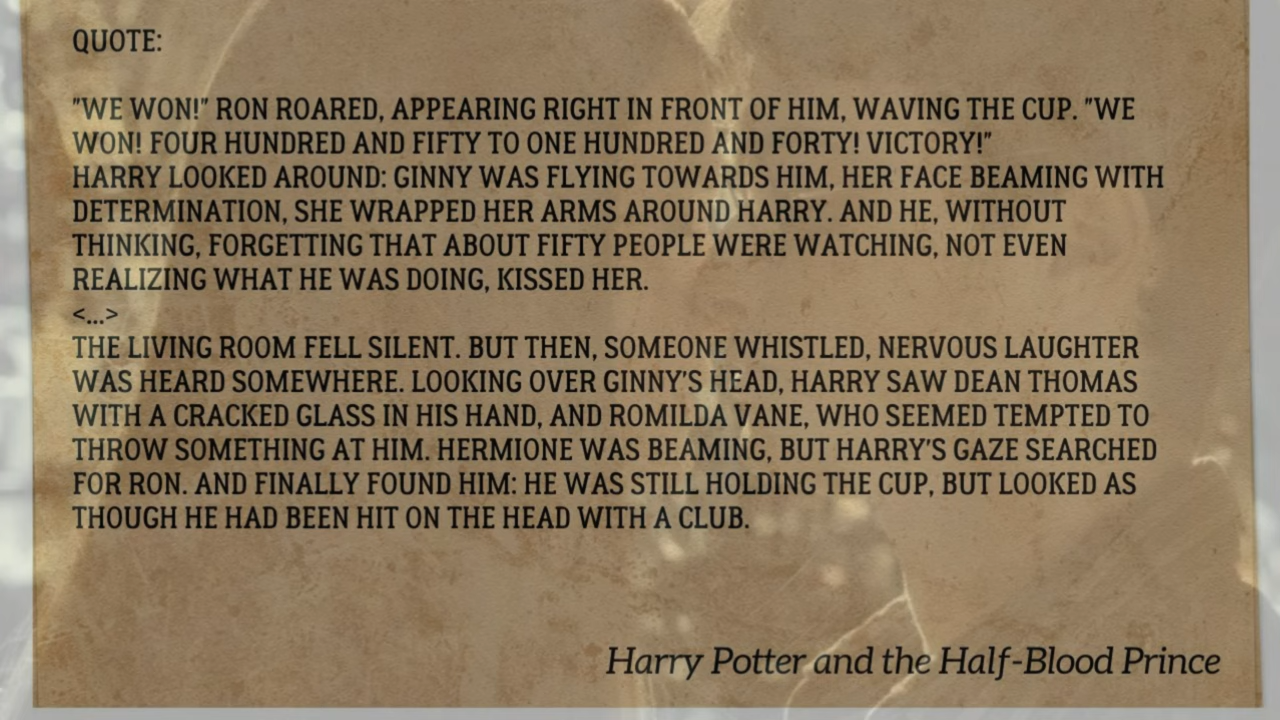 QUOTE:
"WE WON!" RON ROARED, APPEARING RIGHT IN FRONT OF HIM, WAVING THE CUP. "WE
WON! FOUR HUNDRED AND FIFTY TO ONE HUNDRED AND FORTY! VICTORY!"
HARRY LOOKED AROUND: GINNY WAS FLYING TOWARDS HIM, HER FACE BEAMING WITH
DETERMINATION, SHE WRAPPED HER ARMS AROUND HARRY. AND HE, WITHOUT
THINKING, FORGETTING THAT ABOUT FIFTY PEOPLE WERE WATCHING, NOT EVEN
REALIZING WHAT HE WAS DOING, KISSED HER.
<...>
THE LIVING ROOM FELL SILENT. BUT THEN, SOMEONE WHISTLED, NERVOUS LAUGHTER
WAS HEARD SOMEWHERE. LOOKING OVER GINNY'S HEAD, HARRY SAW DEAN THOMAS
WITH A CRACKED GLASS IN HIS HAND, AND ROMILDA VANE, WHO SEEMED TEMPTED TO
THROW SOMETHING AT HIM. HERMIONE WAS BEAMING, BUT HARRY'S GAZE SEARCHED
FOR RON. AND FINALLY FOUND HIM: HE WAS STILL HOLDING THE CUP, BUT LOOKED AS
THOUGH HE HAD BEEN HIT ON THE HEAD WITH A CLUB.
Harry Potter and the Half-Blood Prince